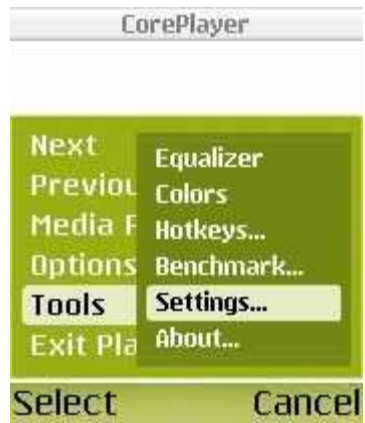 CorePlayer
Next
Previou
Media
Options
Tools
Exit Pla
Equalizer
Colors
Hotkeys...
Benchmark...
Settings...
About...
Select Cancel